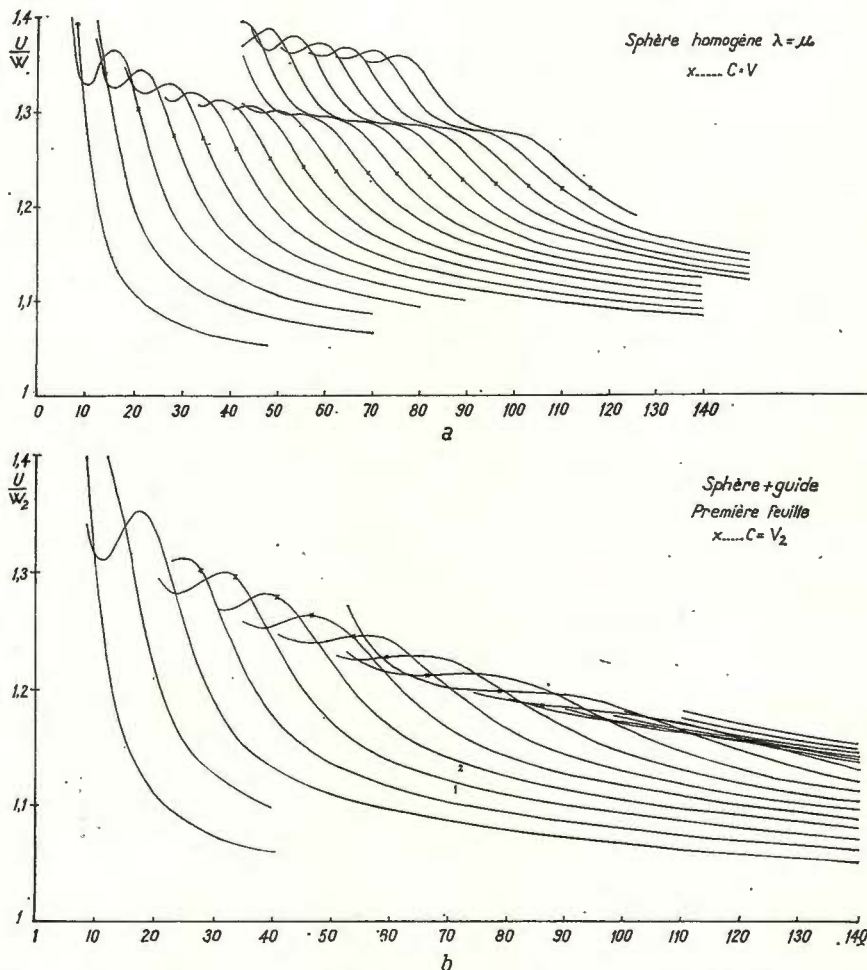 1,4
U
W
1,3
1,2
1,1
1
0 10 20 30 40 50 60 70 80 90 100 110 120 130 140
Sphère homogène λ=μ
x..... C=V
a
1,4
U
W₂
1,3
1,2
1,1
1
1 10 20 30 40 50 60 70 80 90 100 110 120 130 140
Sphère+guide
Première feuille
x..... C= V₂
2
1
b